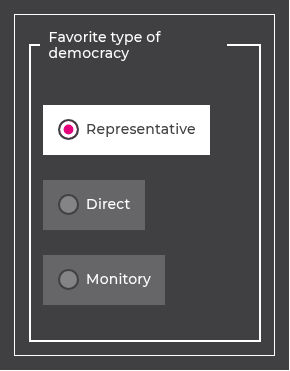 Favorite type of
democracy
Representative
Direct
Monitory